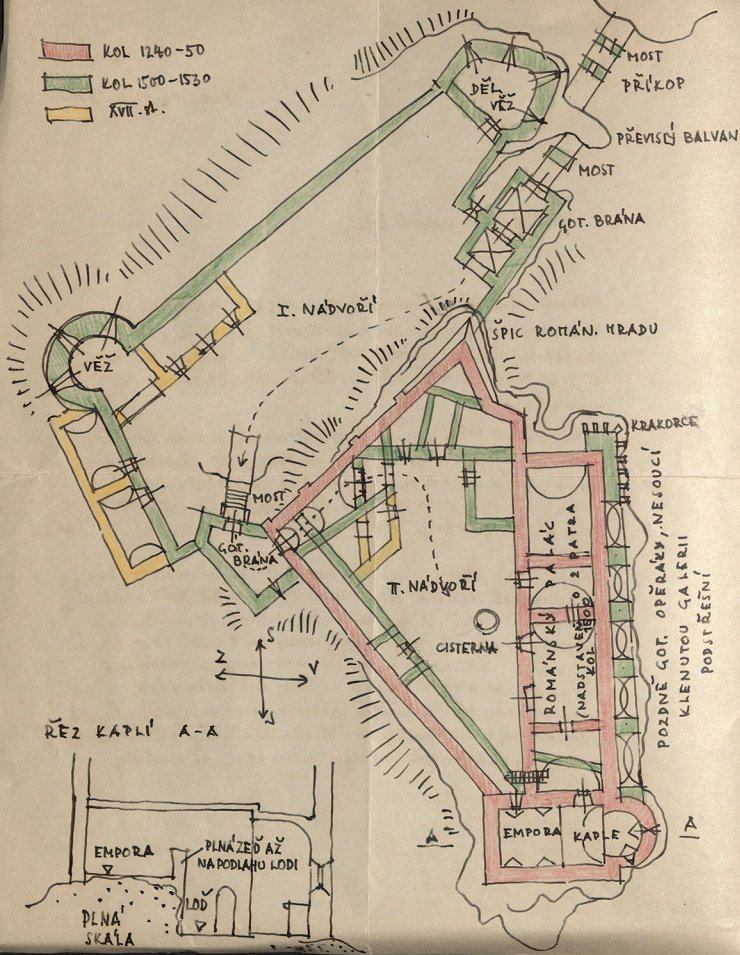 KOL 1240-50
KOL 1500-1530
XVII. st.
MOST
PŘÍKOP
DĚL.
VĚŽ
PŘEVISLÝ BALVAN
MOST
GOT. BRÁNA
I. NÁDVOŘÍ
ŠPIC ROMÁN. HRADU
VĚŽ
KRAKORCE
MOST
GOT.
BRÁNA
II. NÁDVOŘÍ
CISTERNA
ROMÁNSKÝ PALÁC
(NADSTAVEN O 2 PATRA
KOL 1500)
POZDNĚ GOT. OPĚRÁKY, NESOUCÍ
KLENUTOU GALÉRII
PODSTŘEŠNÍ
S
Z
V
J
ŘEZ KAPLÍ A-A
EMPORA
KAPLE
A
A
EMPORA
PLNÁ ZEĎ AŽ
NA PODLAHU LODI
LOĎ
PLNÁ
SKÁLA